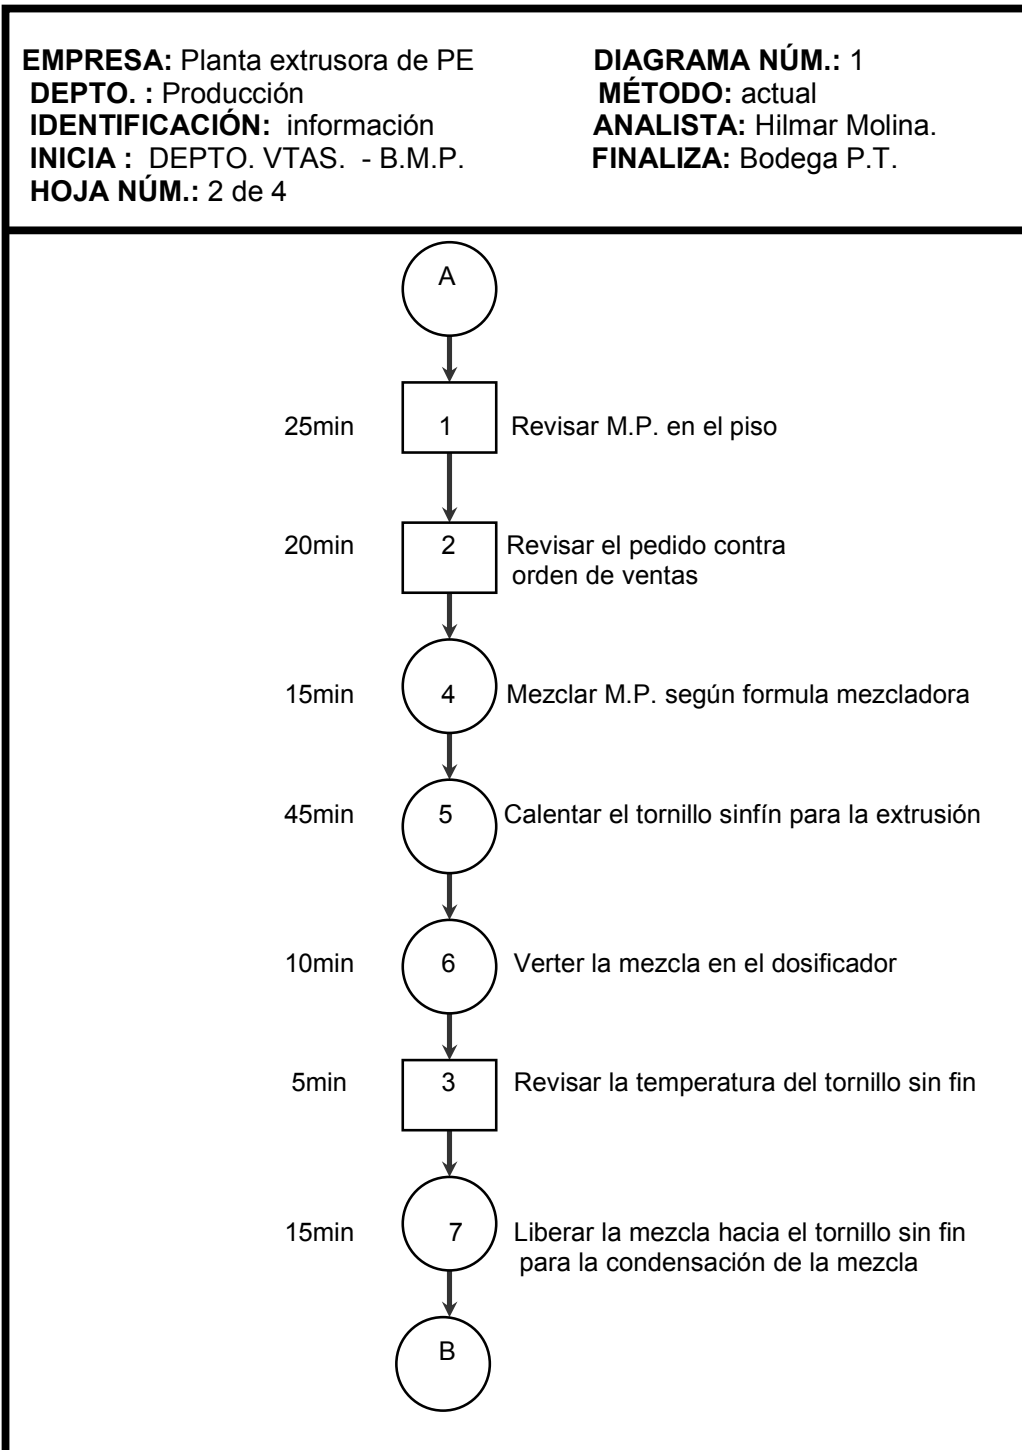 EMPRESA: Planta extrusora de PE DIAGRAMA NÚM.: 1
DEPTO. : Producción MÉTODO: actual
IDENTIFICACIÓN: información ANALISTA: Hilmar Molina.
INICIA : DEPTO. VTAS. - B.M.P. FINALIZA: Bodega P.T.
HOJA NÚM.: 2 de 4
A
25min 1 Revisar M.P. en el piso
20min 2 Revisar el pedido contra
orden de ventas
15min 4 Mezclar M.P. según formula mezcladora
45min 5 Calentar el tornillo sinfín para la extrusión
10min 6 Verter la mezcla en el dosificador
5min 3 Revisar la temperatura del tornillo sin fin
15min 7 Liberar la mezcla hacia el tornillo sin fin
para la condensación de la mezcla
B